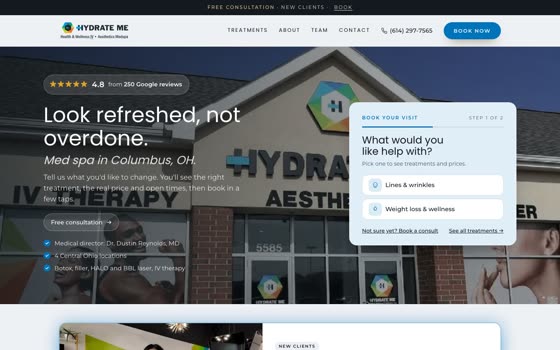 FREE CONSULTATION · NEW CLIENTS · BOOK
HYDRATE ME
Health & Wellness IV • Aesthetics Medspa
TREATMENTS ABOUT TEAM CONTACT (614) 297-7565 BOOK NOW
4.8 from 250 Google reviews
Look refreshed, not
overdone.
Med spa in Columbus, OH.
Tell us what you'd like to change. You'll see the right
treatment, the real price and open times, then book in a
few taps.
Free consultation →
Medical director: Dr. Dustin Reynolds, MD
4 Central Ohio locations
Botox, filler, HALO and BBL laser, IV therapy
BOOK YOUR VISIT STEP 1 OF 2
What would you
like help with?
Pick one to see treatments and prices.
Lines & wrinkles
Weight loss & wellness
Not sure yet? Book a consult See all treatments →
HYDRAT
IV THERAPY
AESTHE
5585
HYDRATE ME
HYDRATE ME
NEW CLIENTS